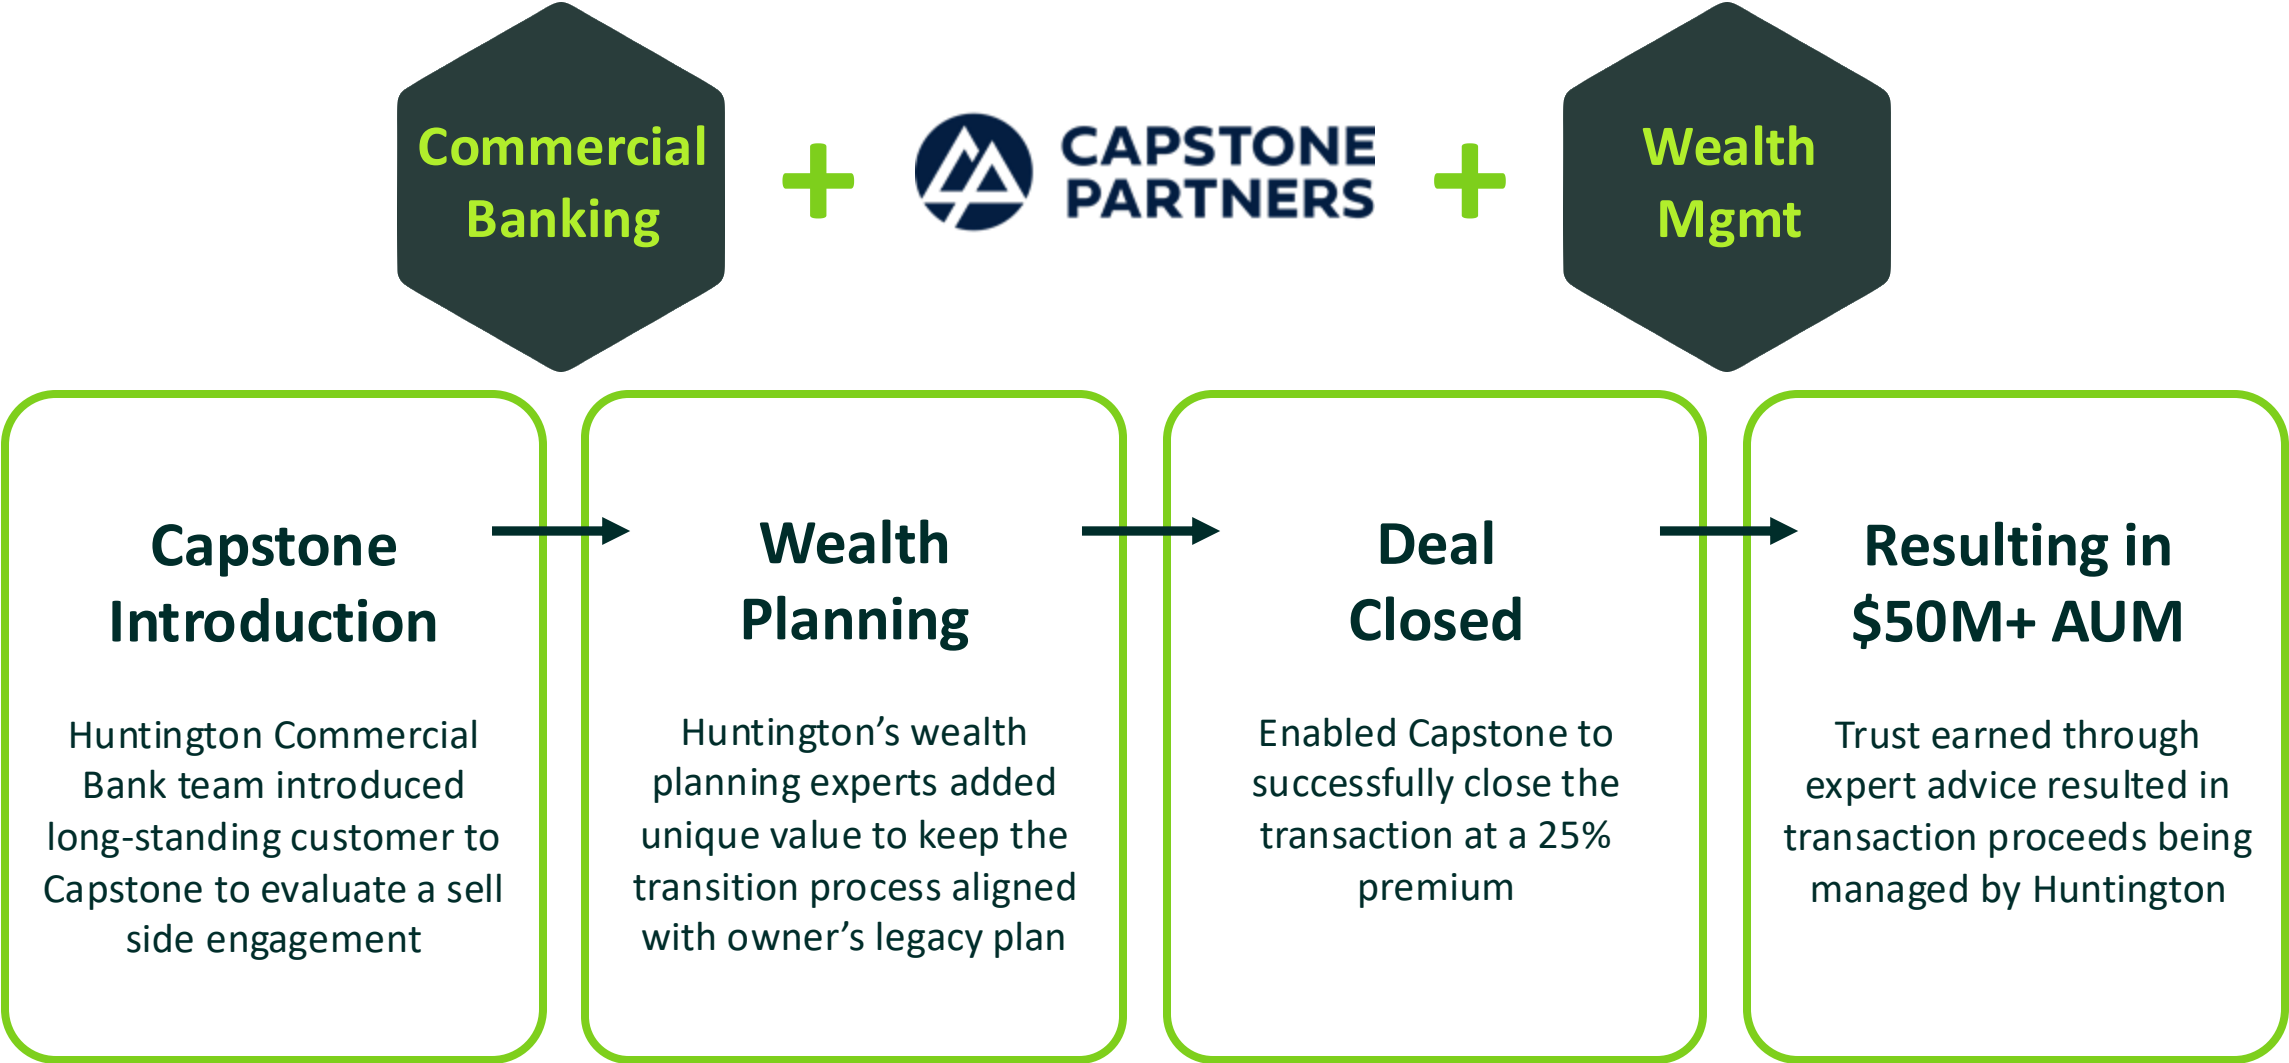 Commercial
Banking
+
CAPSTONE
PARTNERS
+
Wealth
Mgmt
Capstone
Introduction
Huntington Commercial
Bank team introduced
long-standing customer to
Capstone to evaluate a sell
side engagement
Wealth
Planning
Huntington’s wealth
planning experts added
unique value to keep the
transition process aligned
with owner’s legacy plan
Deal
Closed
Enabled Capstone to
successfully close the
transaction at a 25%
premium
Resulting in
$50M+ AUM
Trust earned through
expert advice resulted in
transaction proceeds being
managed by Huntington